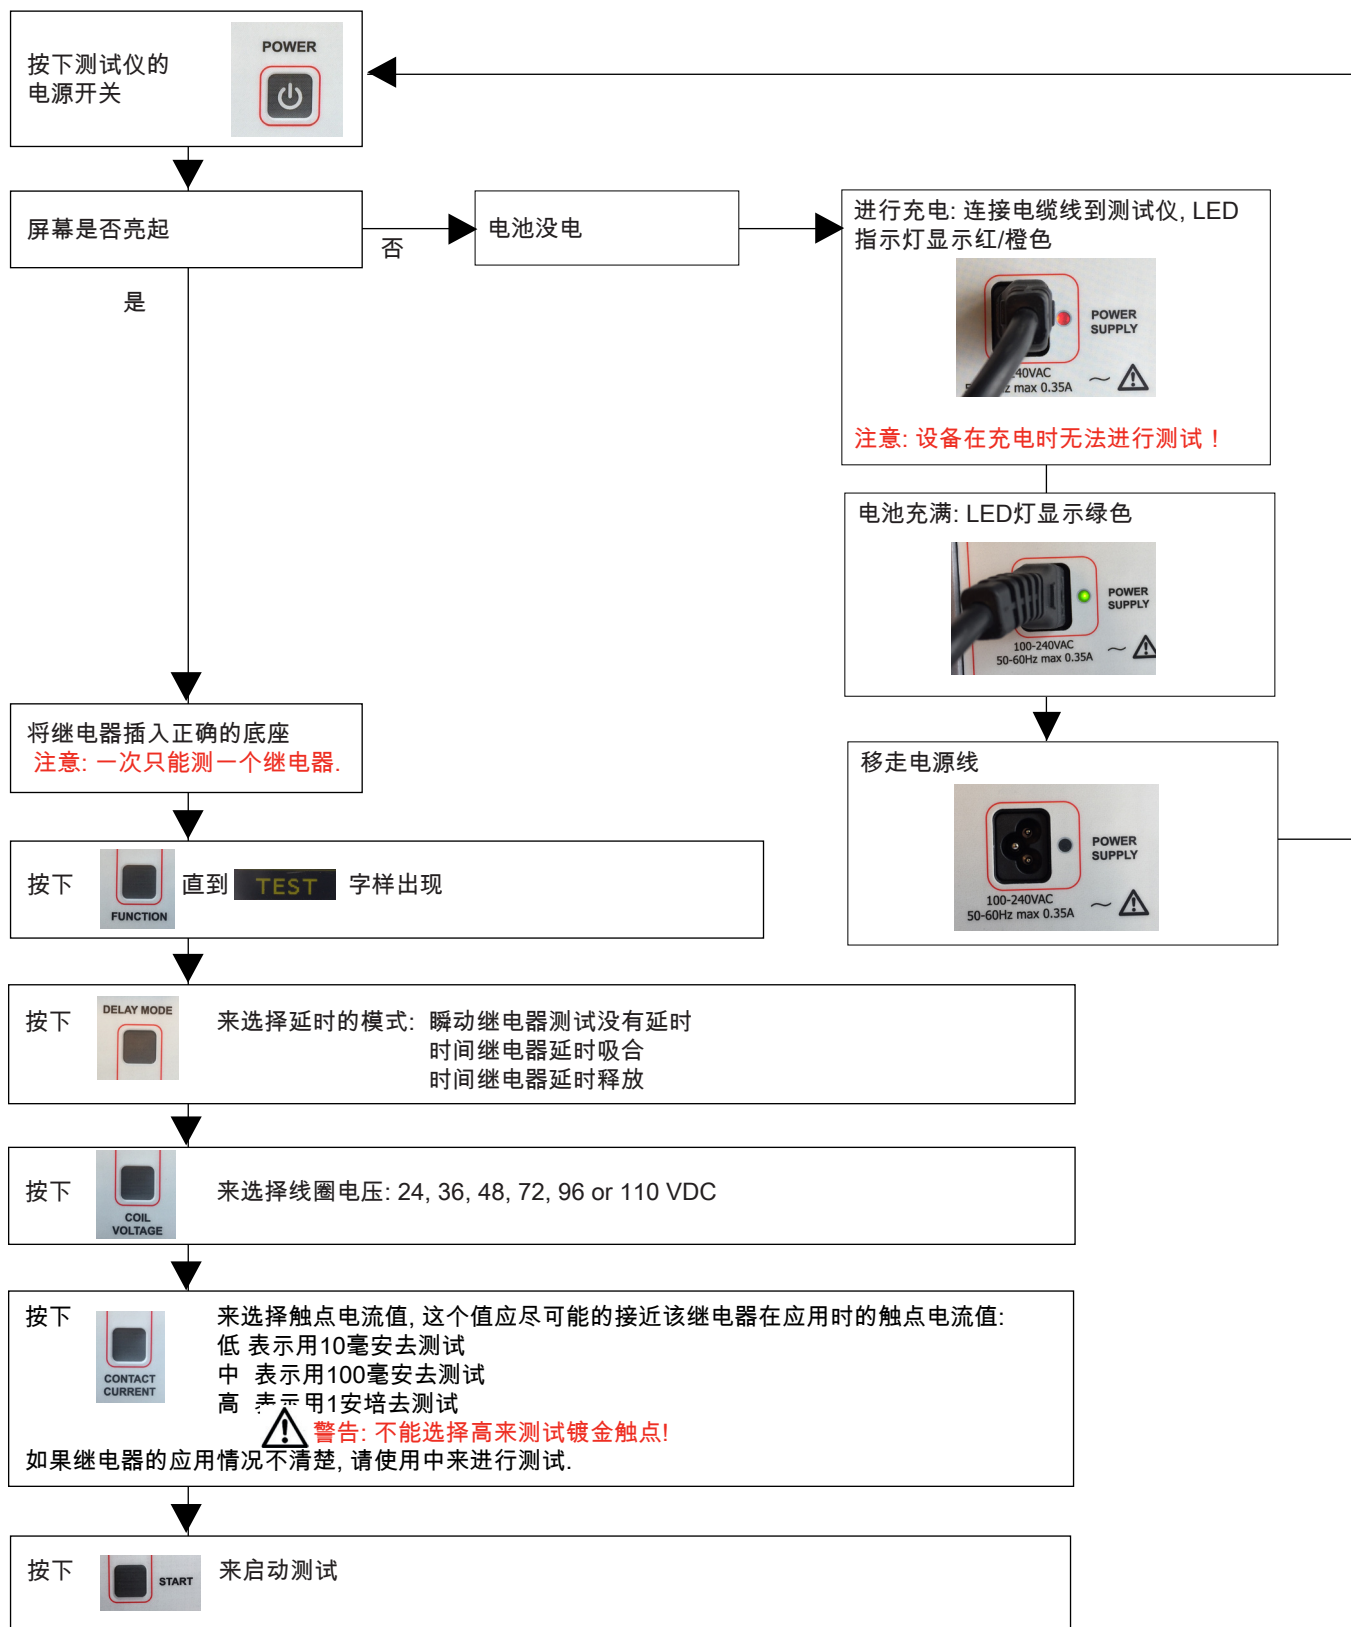 按下测试仪的
电源开关
POWER
屏幕是否亮起
否
是
电池没电
进行充电: 连接电缆线到测试仪, LED
指示灯显示红/橙色
POWER
SUPPLY
40VAC
z max 0.35A
注意: 设备在充电时无法进行测试！
电池充满: LED灯显示绿色
POWER
SUPPLY
100-240VAC
50-60Hz max 0.35A
移走电源线
POWER
SUPPLY
100-240VAC
50-60Hz max 0.35A
将继电器插入正确的底座
注意: 一次只能测一个继电器.
按下 FUNCTION 直到 TEST 字样出现
按下 DELAY MODE 来选择延时的模式: 瞬动继电器测试没有延时
时间继电器延时吸合
时间继电器延时释放
按下 来选择线圈电压: 24, 36, 48, 72, 96 or 110 VDC
COIL
VOLTAGE
按下 来选择触点电流值, 这个值应尽可能的接近该继电器在应用时的触点电流值:
低 表示用10毫安去测试
中 表示用100毫安去测试
高 表示用1安培去测试
CONTACT
CURRENT
警告: 不能选择高来测试镀金触点!
如果继电器的应用情况不清楚, 请使用中来进行测试.
按下 START 来启动测试